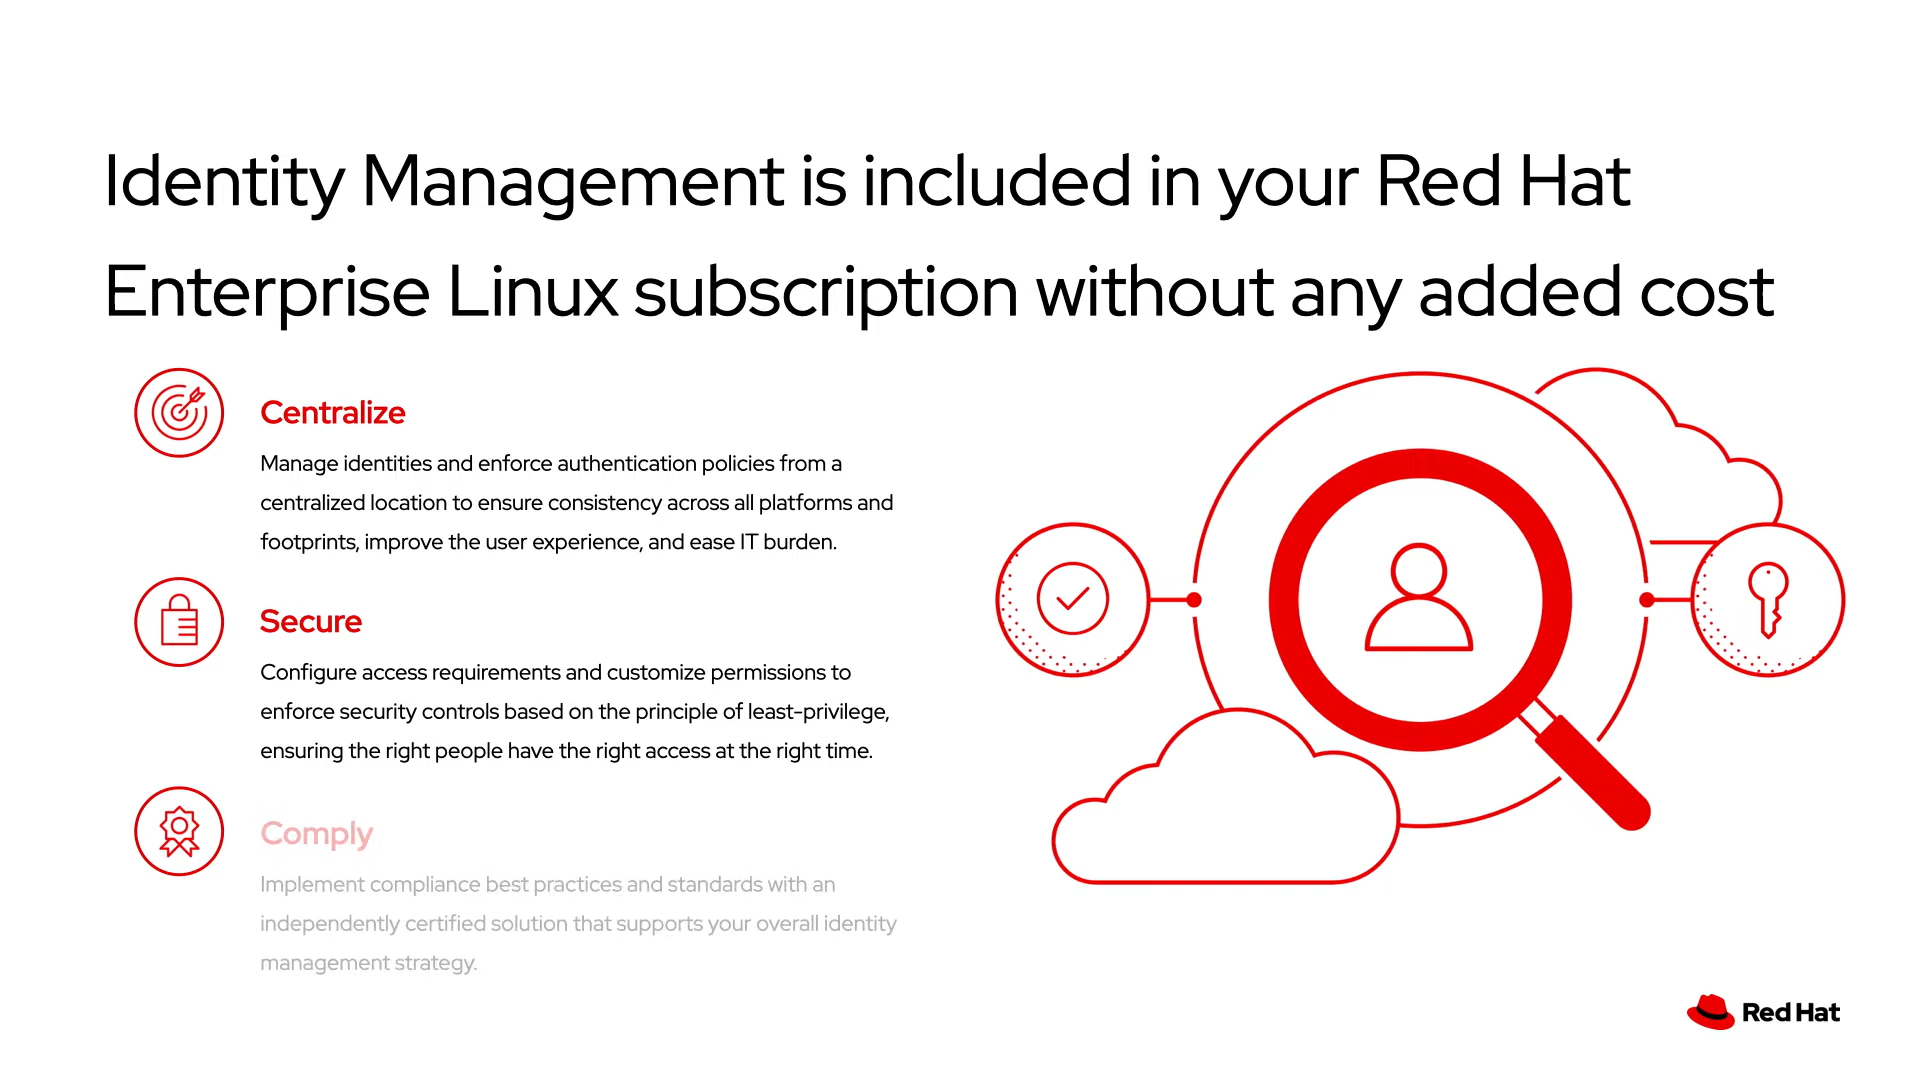 Identity Management is included in your Red Hat
Enterprise Linux subscription without any added cost
Centralize
Manage identities and enforce authentication policies from a
centralized location to ensure consistency across all platforms and
footprints, improve the user experience, and ease IT burden.
Secure
Configure access requirements and customize permissions to
enforce security controls based on the principle of least-privilege,
ensuring the right people have the right access at the right time.
Comply
Implement compliance best practices and standards with an
independently certified solution that supports your overall identity
management strategy.
Red Hat